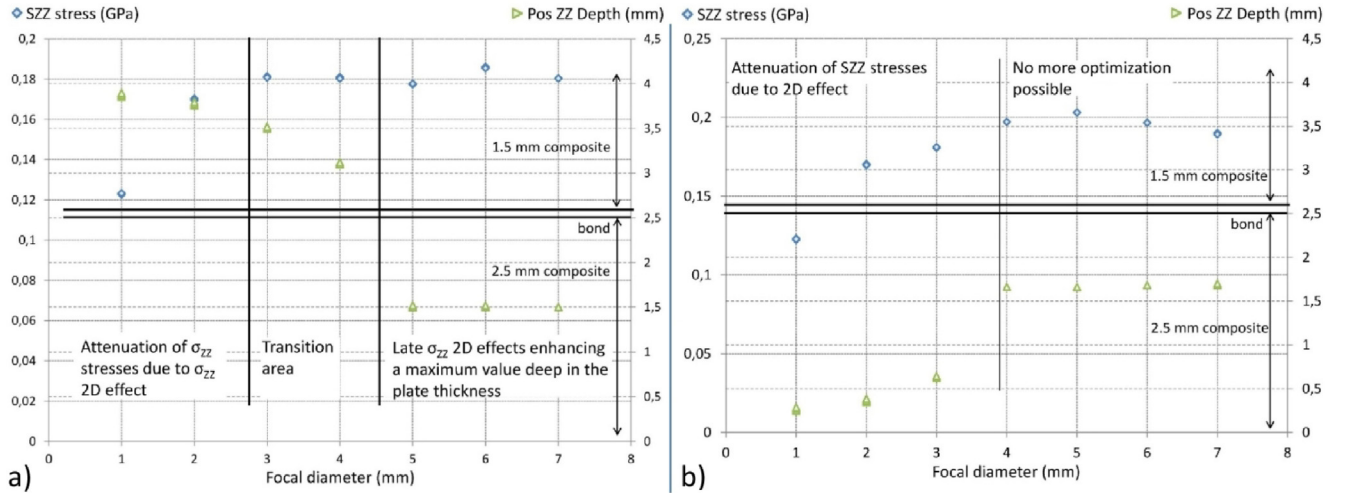 SZZ stress (GPa)
Pos ZZ Depth (mm)
0,2
0,18
0,16
0,14
0,12
0,1
0,08
0,06
0,04
0,02
0
4,5
4
3,5
3
2,5
2
1,5
1
0,5
0
1.5 mm composite
bond
2.5 mm composite
Attenuation of σzz
stresses due to σzz
2D effect
Transition
area
Late σzz 2D effects enhancing
a maximum value deep in the
plate thickness
0 1 2 3 4 5 6 7 8
Focal diameter (mm)
a)
SZZ stress (GPa)
Pos ZZ Depth (mm)
0,25
0,2
0,15
0,1
0,05
0
4,5
4
3,5
3
2,5
2
1,5
1
0,5
0
Attenuation of SZZ stresses
due to 2D effect
No more optimization
possible
1.5 mm composite
bond
2.5 mm composite
0 1 2 3 4 5 6 7 8
Focal diameter (mm)
b)